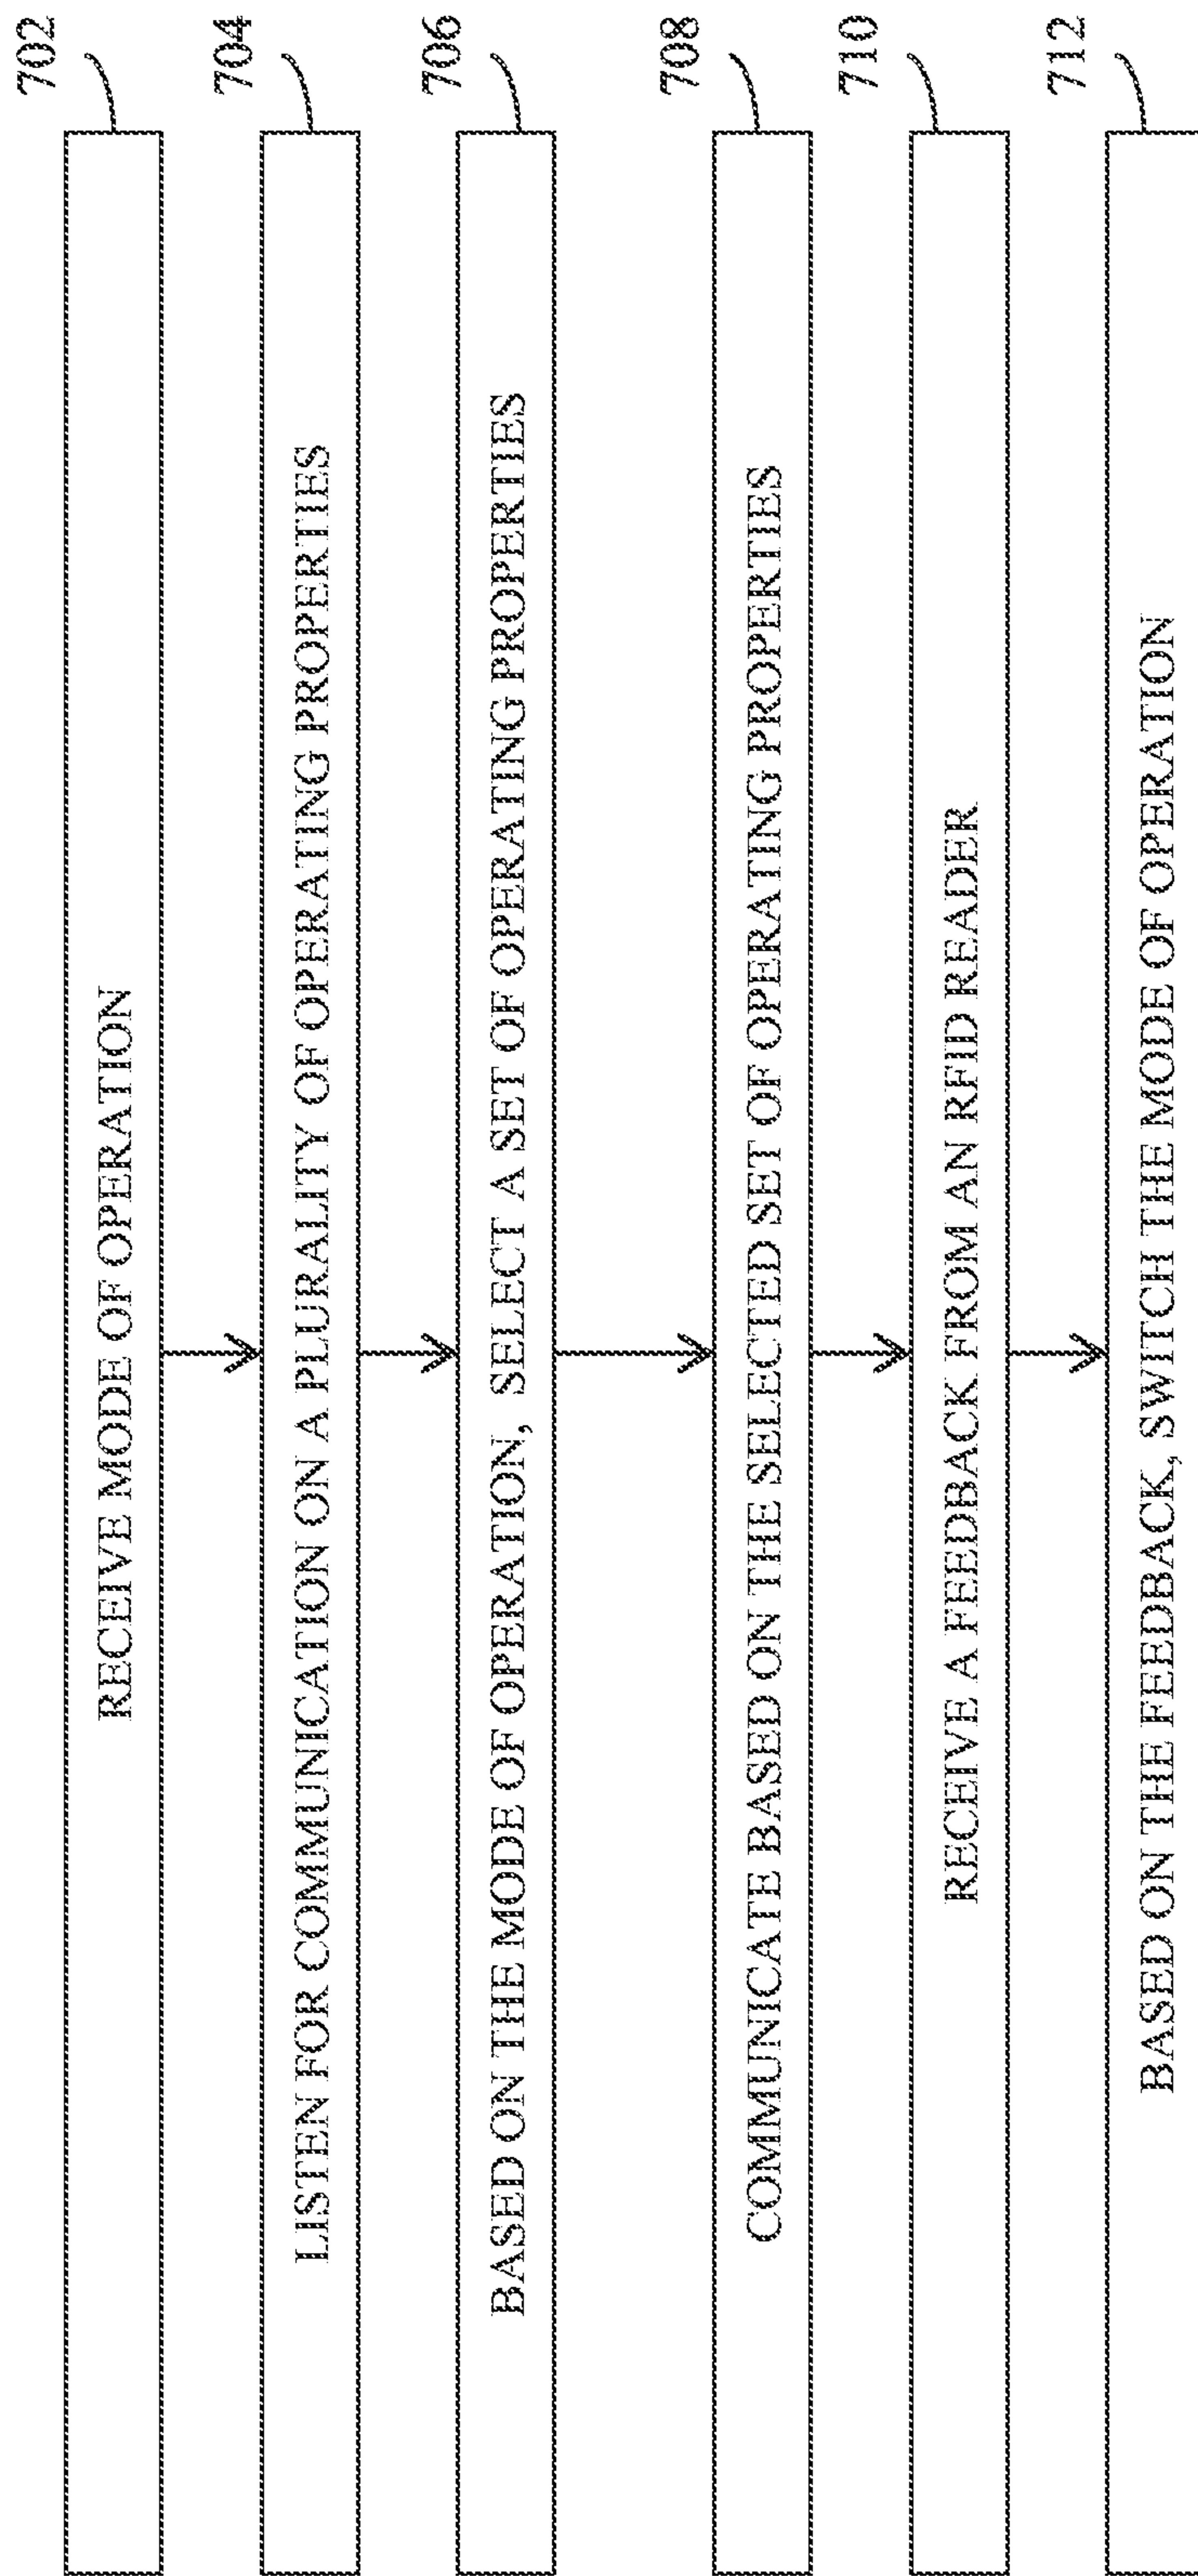 702
RECEIVE MODE OF OPERATION
704
LISTEN FOR COMMUNICATION ON A PLURALITY OF OPERATING PROPERTIES
706
BASED ON THE MODE OF OPERATION, SELECT A SET OF OPERATING PROPERTIES
708
COMMUNICATE BASED ON THE SELECTED SET OF OPERATING PROPERTIES
710
RECEIVE A FEEDBACK FROM AN RFID READER
712
BASED ON THE FEEDBACK, SWITCH THE MODE OF OPERATION